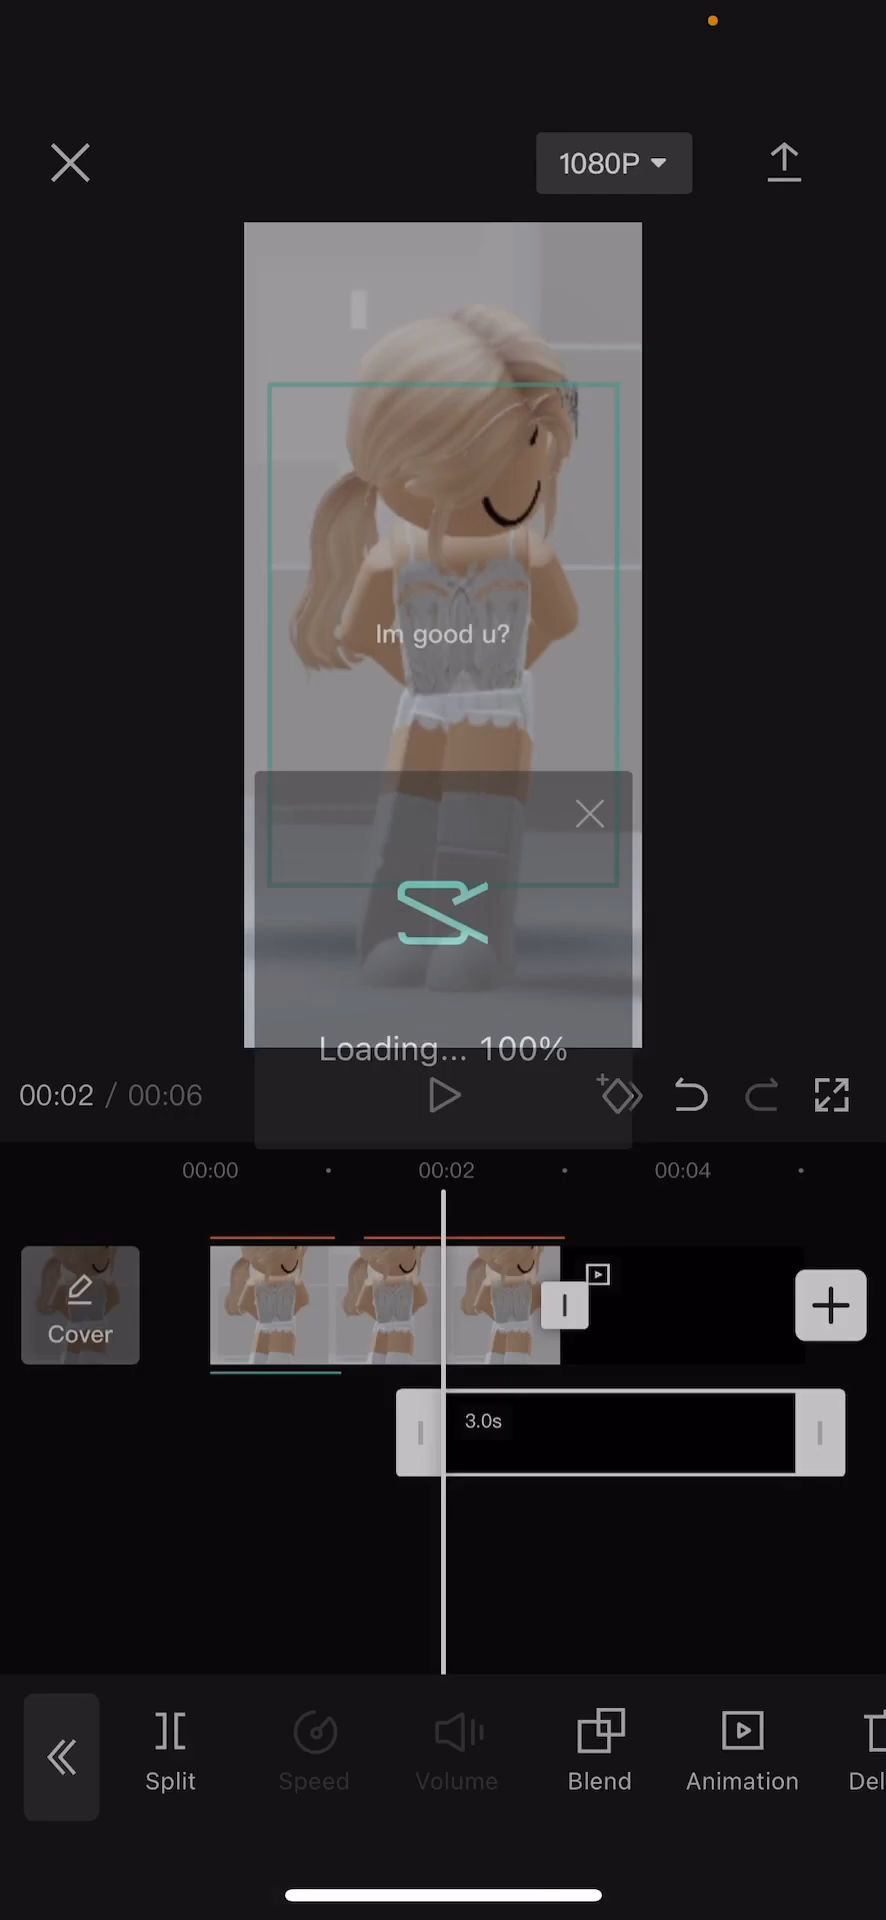 1080P
Im good u?
Loading... 100%
00:02 / 00:06
00:00
00:02
00:04
Cover
3.0s
Split
Speed
Volume
Blend
Animation
Del